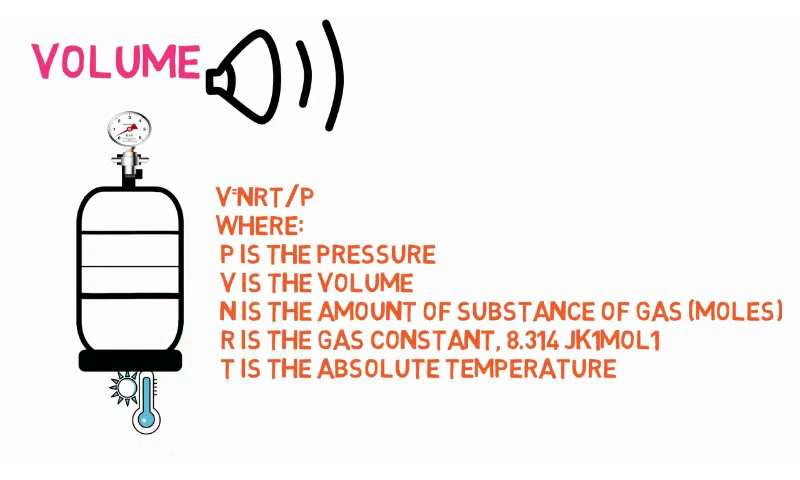 VOLUME
V=NRT/P
WHERE:
P IS THE PRESSURE
V IS THE VOLUME
N IS THE AMOUNT OF SUBSTANCE OF GAS (MOLES)
R IS THE GAS CONSTANT, 8.314 JK1MOL1
T IS THE ABSOLUTE TEMPERATURE